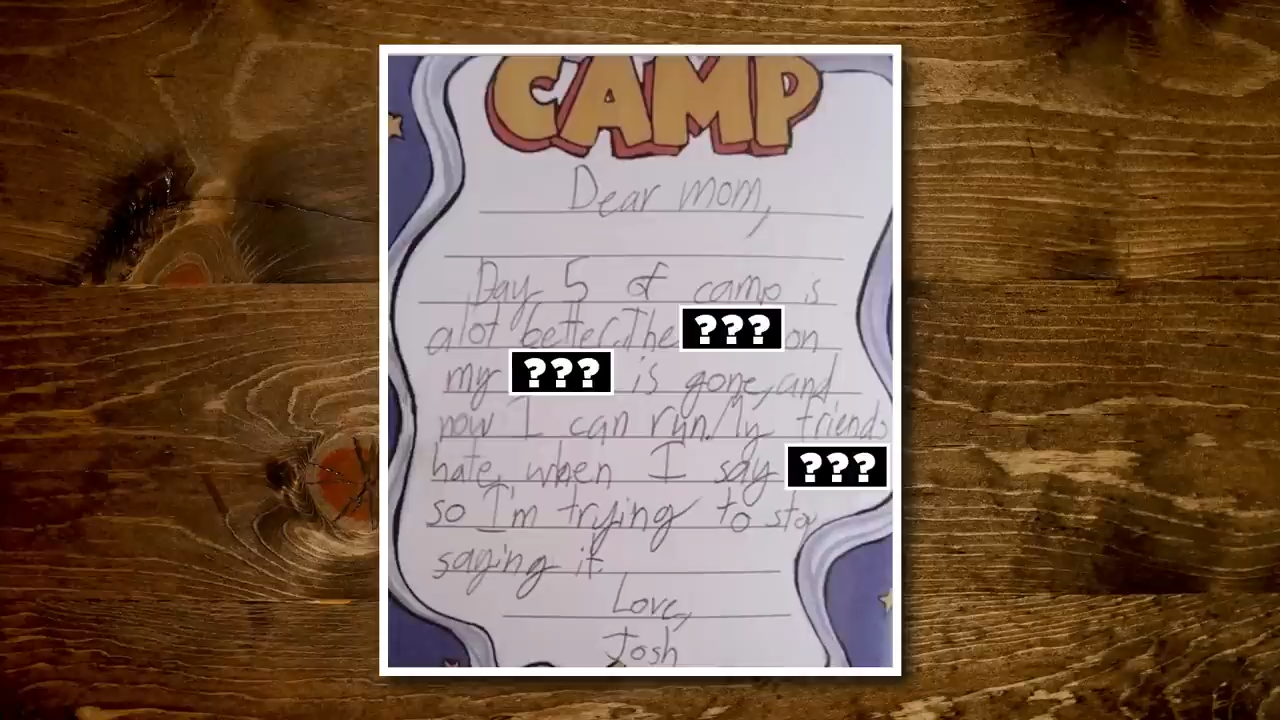 CAMP
Dear mom,
Day 5 of camp is
alot better. The ??? on
my ??? is gone, and
now I can run. My friends
hate when I say ???
so I'm trying to stop
saying it.
Love,
Josh